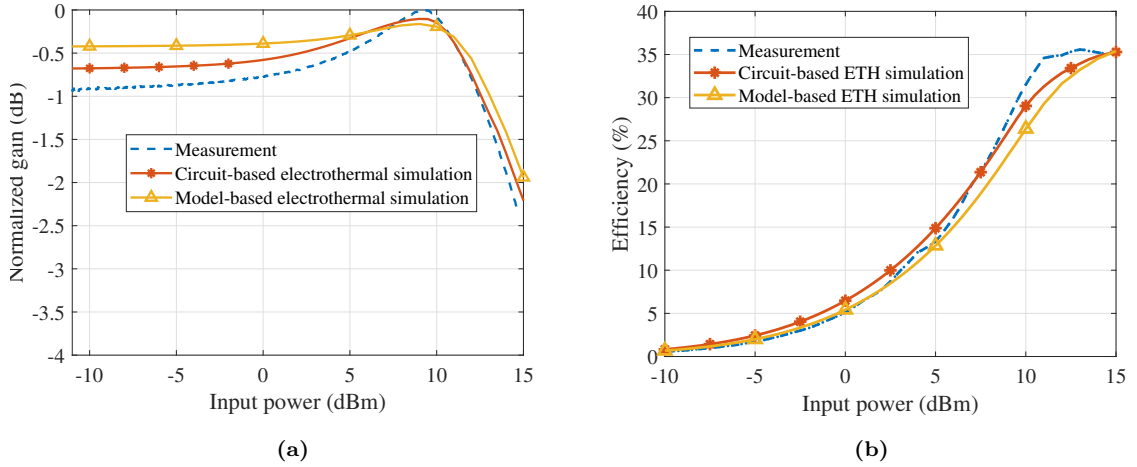 0
-0.5
-1
-1.5
-2
-2.5
-3
-3.5
-4
-10 -5 0 5 10 15
Normalized gain (dB)
Input power (dBm)
Measurement
Circuit-based electrothermal simulation
Model-based electrothermal simulation
(a)
40
35
30
25
20
15
10
5
0
-10 -5 0 5 10 15
Efficiency (%)
Input power (dBm)
Measurement
Circuit-based ETH simulation
Model-based ETH simulation
(b)